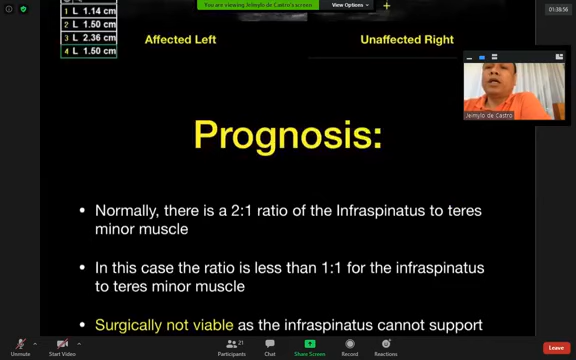 You are viewing Jeimylo de Castro's screen
View Options
01:38:56
1 L 1.14 cm
2 L 1.50 cm
3 L 2.36 cm
4 L 1.50 cm
Affected Left
Unaffected Right
Jeimylo de Castro
Prognosis:
• Normally, there is a 2:1 ratio of the Infraspinatus to teres
minor muscle
• In this case the ratio is less than 1:1 for the infraspinatus
to teres minor muscle
• Surgically not viable as the infraspinatus cannot support
Unmute
Start Video
Participants
21
Chat
Share Screen
Record
Reactions
Leave